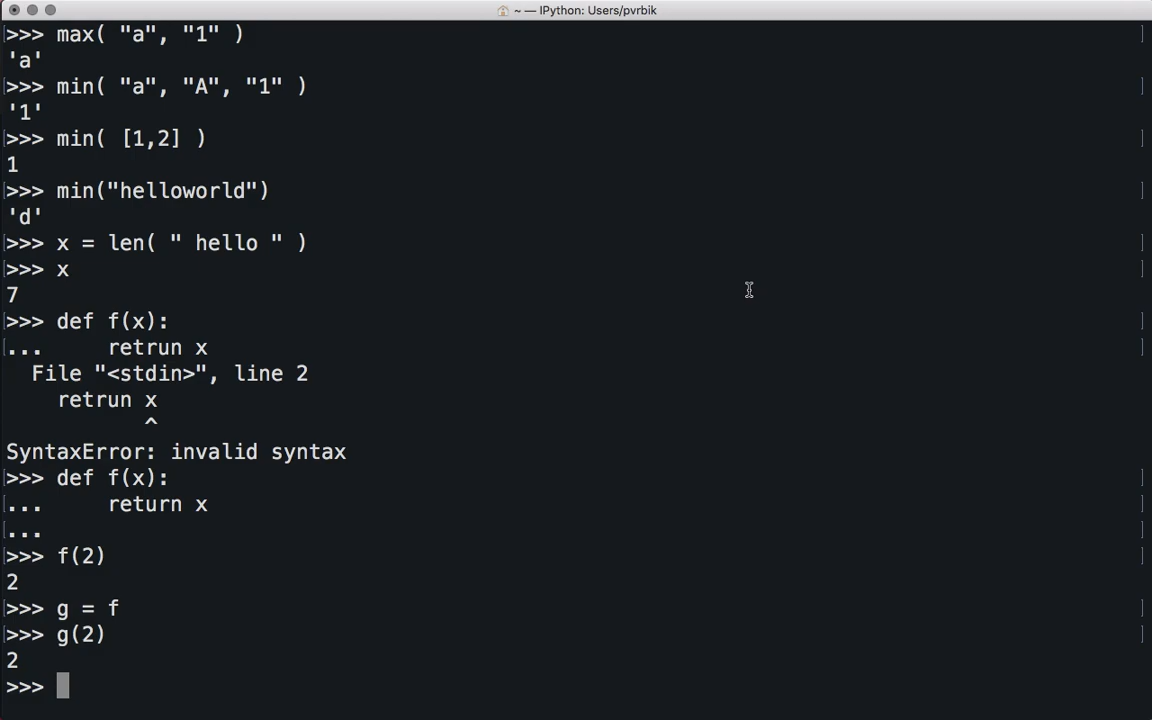 ~ — IPython: Users/pvrbik
>>> max( "a", "1" )
'a'
>>> min( "a", "A", "1" )
'1'
>>> min( [1,2] )
1
>>> min("helloworld")
'd'
>>> x = len( " hello " )
>>> x
7
>>> def f(x):
...     retrun x
  File "<stdin>", line 2
    retrun x
           ^
SyntaxError: invalid syntax
>>> def f(x):
...     return x
...
>>> f(2)
2
>>> g = f
>>> g(2)
2
>>>